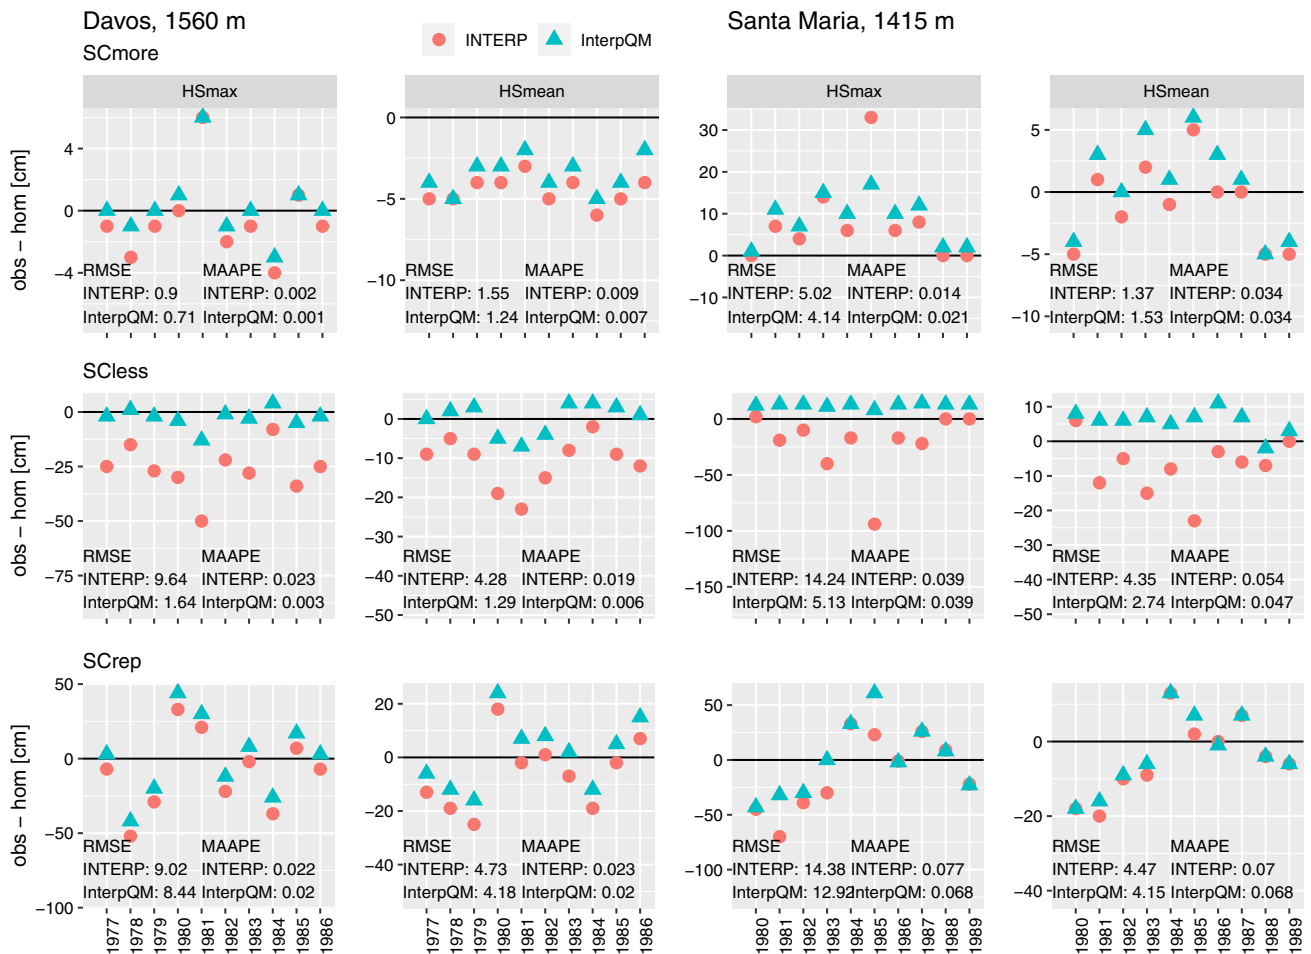 Davos, 1560 m
Santa Maria, 1415 m
INTERP InterpQM
SCmore
HSmax
HSmean
HSmax
HSmean
obs − hom [cm]
4
0
−4
RMSE MAAPE
INTERP: 0.9 INTERP: 0.002
InterpQM: 0.71 InterpQM: 0.001
0
−5
−10
RMSE MAAPE
INTERP: 1.55 INTERP: 0.009
InterpQM: 1.24 InterpQM: 0.007
30
20
10
0
−10
RMSE MAAPE
INTERP: 5.02 INTERP: 0.014
InterpQM: 4.14 InterpQM: 0.021
5
0
−5
−10
RMSE MAAPE
INTERP: 1.37 INTERP: 0.034
InterpQM: 1.53 InterpQM: 0.034
SCless
obs − hom [cm]
0
−25
−50
−75
RMSE MAAPE
INTERP: 9.64 INTERP: 0.023
InterpQM: 1.64 InterpQM: 0.003
0
−10
−20
−30
−40
−50
RMSE MAAPE
INTERP: 4.28 INTERP: 0.019
InterpQM: 1.29 InterpQM: 0.006
0
−50
−100
−150
RMSE MAAPE
INTERP: 14.24 INTERP: 0.039
InterpQM: 5.13 InterpQM: 0.039
10
0
−10
−20
−30
−40
−50
RMSE MAAPE
INTERP: 4.35 INTERP: 0.054
InterpQM: 2.74 InterpQM: 0.047
SCrep
obs − hom [cm]
50
0
−50
−100
RMSE MAAPE
INTERP: 9.02 INTERP: 0.022
InterpQM: 8.44 InterpQM: 0.02
1977 1978 1979 1980 1981 1982 1983 1984 1985 1986
20
0
−20
−40
RMSE MAAPE
INTERP: 4.73 INTERP: 0.023
InterpQM: 4.18 InterpQM: 0.02
1977 1978 1979 1980 1981 1982 1983 1984 1985 1986
50
0
−50
−100
RMSE MAAPE
INTERP: 14.38 INTERP: 0.077
InterpQM: 12.92 InterpQM: 0.068
1980 1981 1982 1983 1984 1985 1986 1987 1988 1989
0
−20
−40
RMSE MAAPE
INTERP: 4.47 INTERP: 0.07
InterpQM: 4.15 InterpQM: 0.068
1980 1981 1982 1983 1984 1985 1986 1987 1988 1989